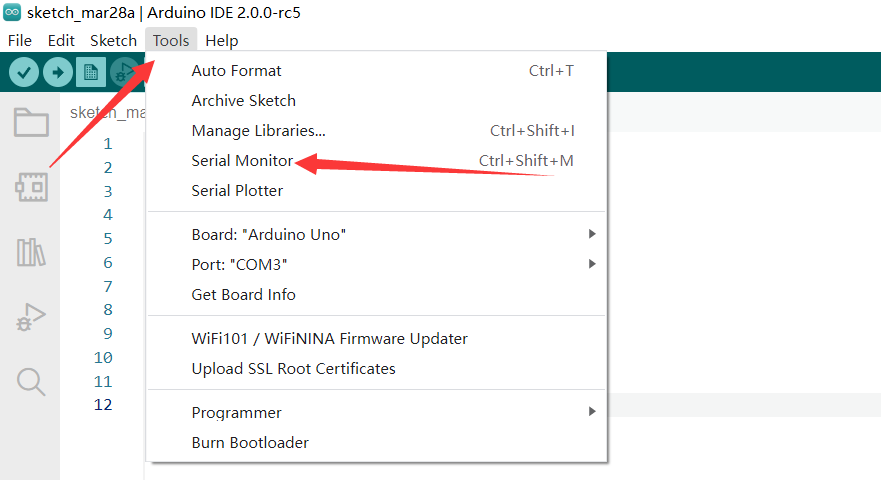 sketch_mar28a | Arduino IDE 2.0.0-rc5
File Edit Sketch Tools Help
Auto Format Ctrl+T
Archive Sketch
sketch_ma
Manage Libraries... Ctrl+Shift+I
Serial Monitor Ctrl+Shift+M
Serial Plotter
Board: "Arduino Uno"
Port: "COM3"
Get Board Info
WiFi101 / WiFiNINA Firmware Updater
Upload SSL Root Certificates
Programmer
Burn Bootloader
1
2
3
4
5
6
7
8
9
10
11
12